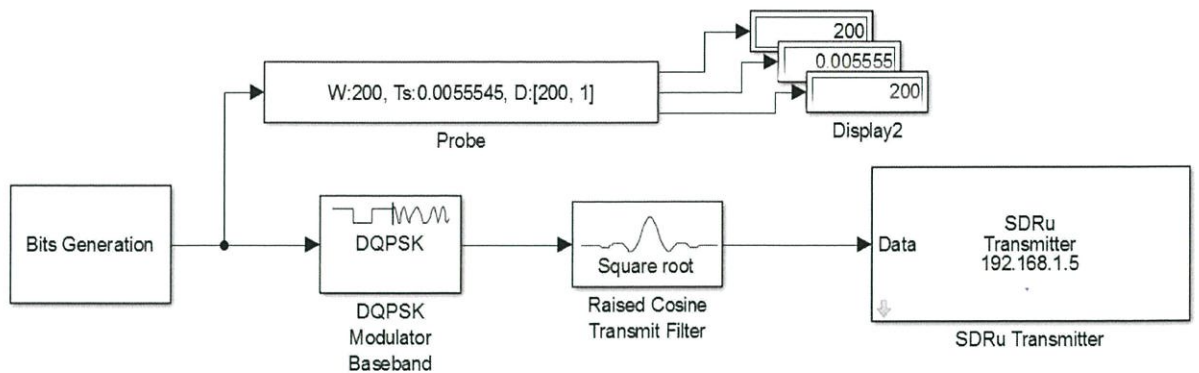 200
0.005555
200
Display2
W:200, Ts:0.0055545, D:[200, 1]
Probe
Bits Generation
DQPSK
DQPSK
Modulator
Baseband
Square root
Raised Cosine
Transmit Filter
Data
SDRu
Transmitter
192.168.1.5
SDRu Transmitter